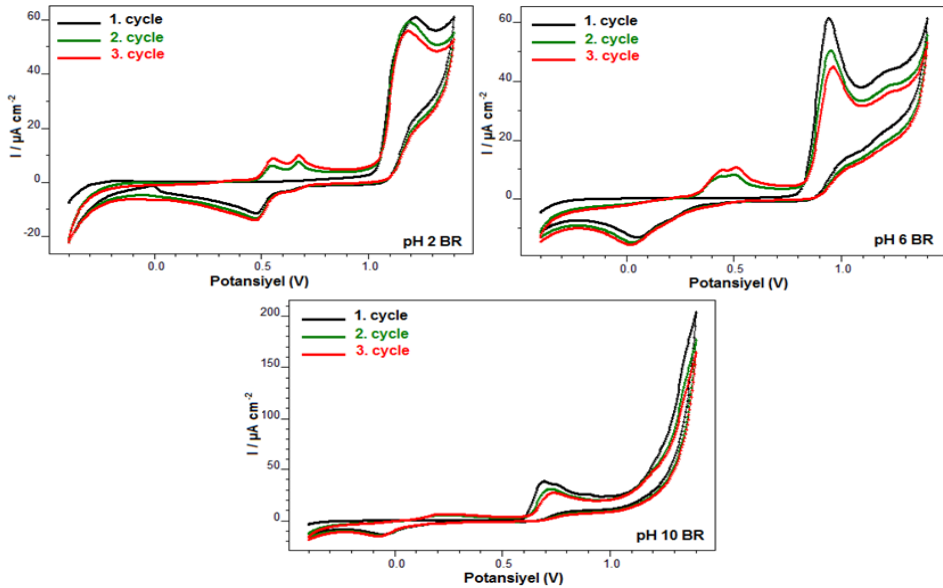 60
40
20
0
-20
I / µA cm-2
1. cycle
2. cycle
3. cycle
pH 2 BR
0.0 0.5 1.0
Potansiyel (V)
60
40
20
0
I / µA cm-2
1. cycle
2. cycle
3. cycle
pH 6 BR
0.0 0.5 1.0
Potansiyel (V)
200
150
100
50
0
I / µA cm-2
1. cycle
2. cycle
3. cycle
pH 10 BR
0.0 0.5 1.0
Potansiyel (V)